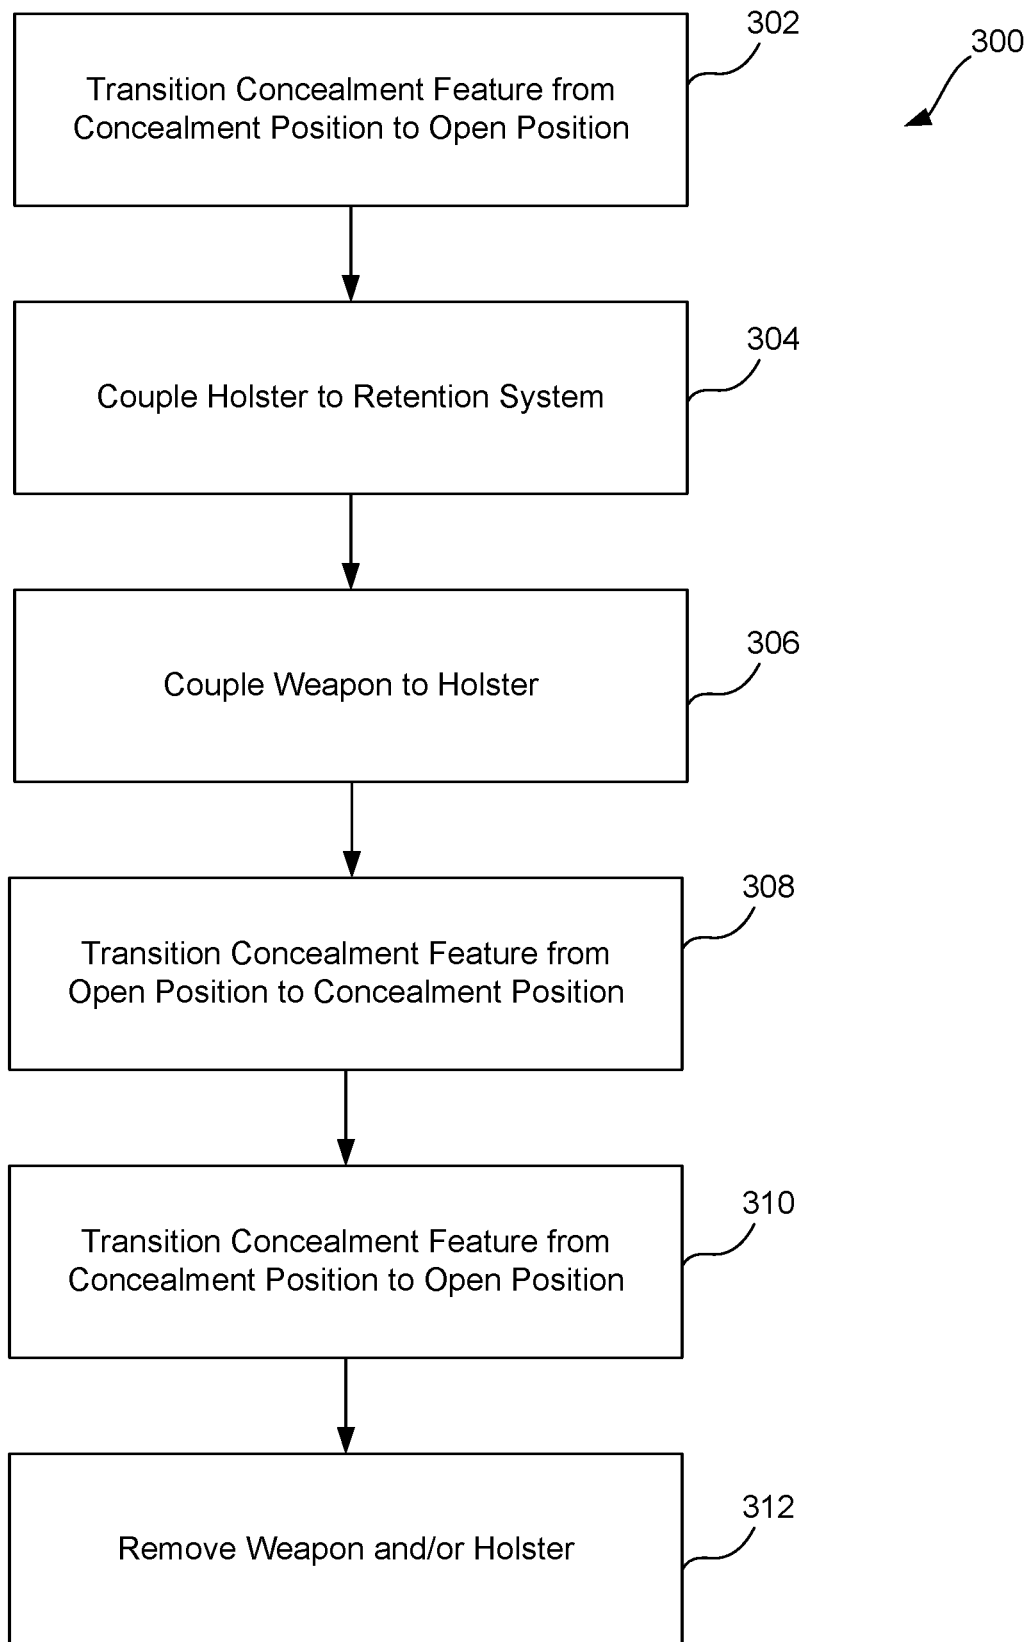 302
300
Transition Concealment Feature from
Concealment Position to Open Position
304
Couple Holster to Retention System
306
Couple Weapon to Holster
308
Transition Concealment Feature from
Open Position to Concealment Position
310
Transition Concealment Feature from
Concealment Position to Open Position
312
Remove Weapon and/or Holster